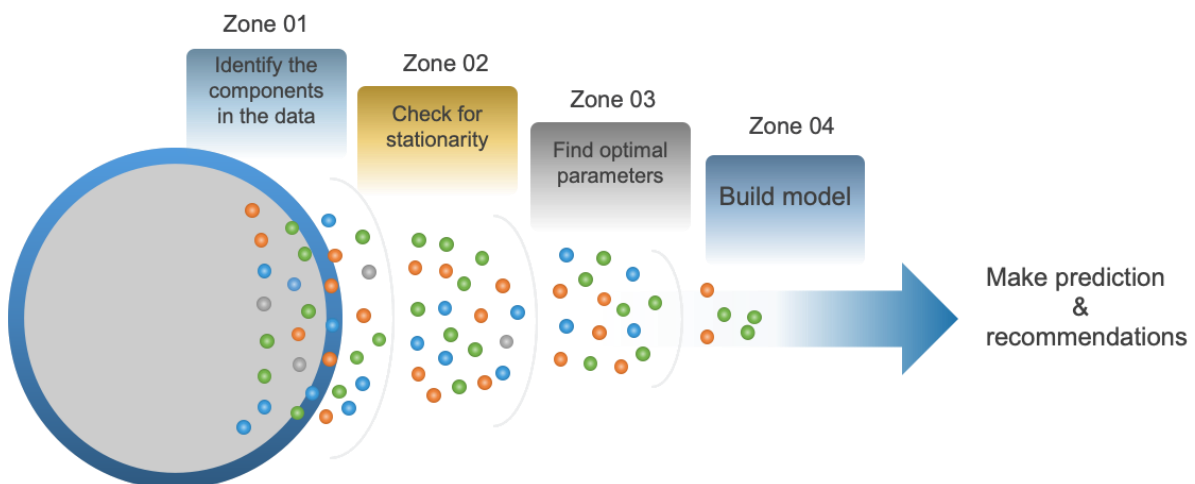 Zone 01
Identify the
components
in the data
Zone 02
Check for
stationarity
Zone 03
Find optimal
parameters
Zone 04
Build model
Make prediction
&
recommendations